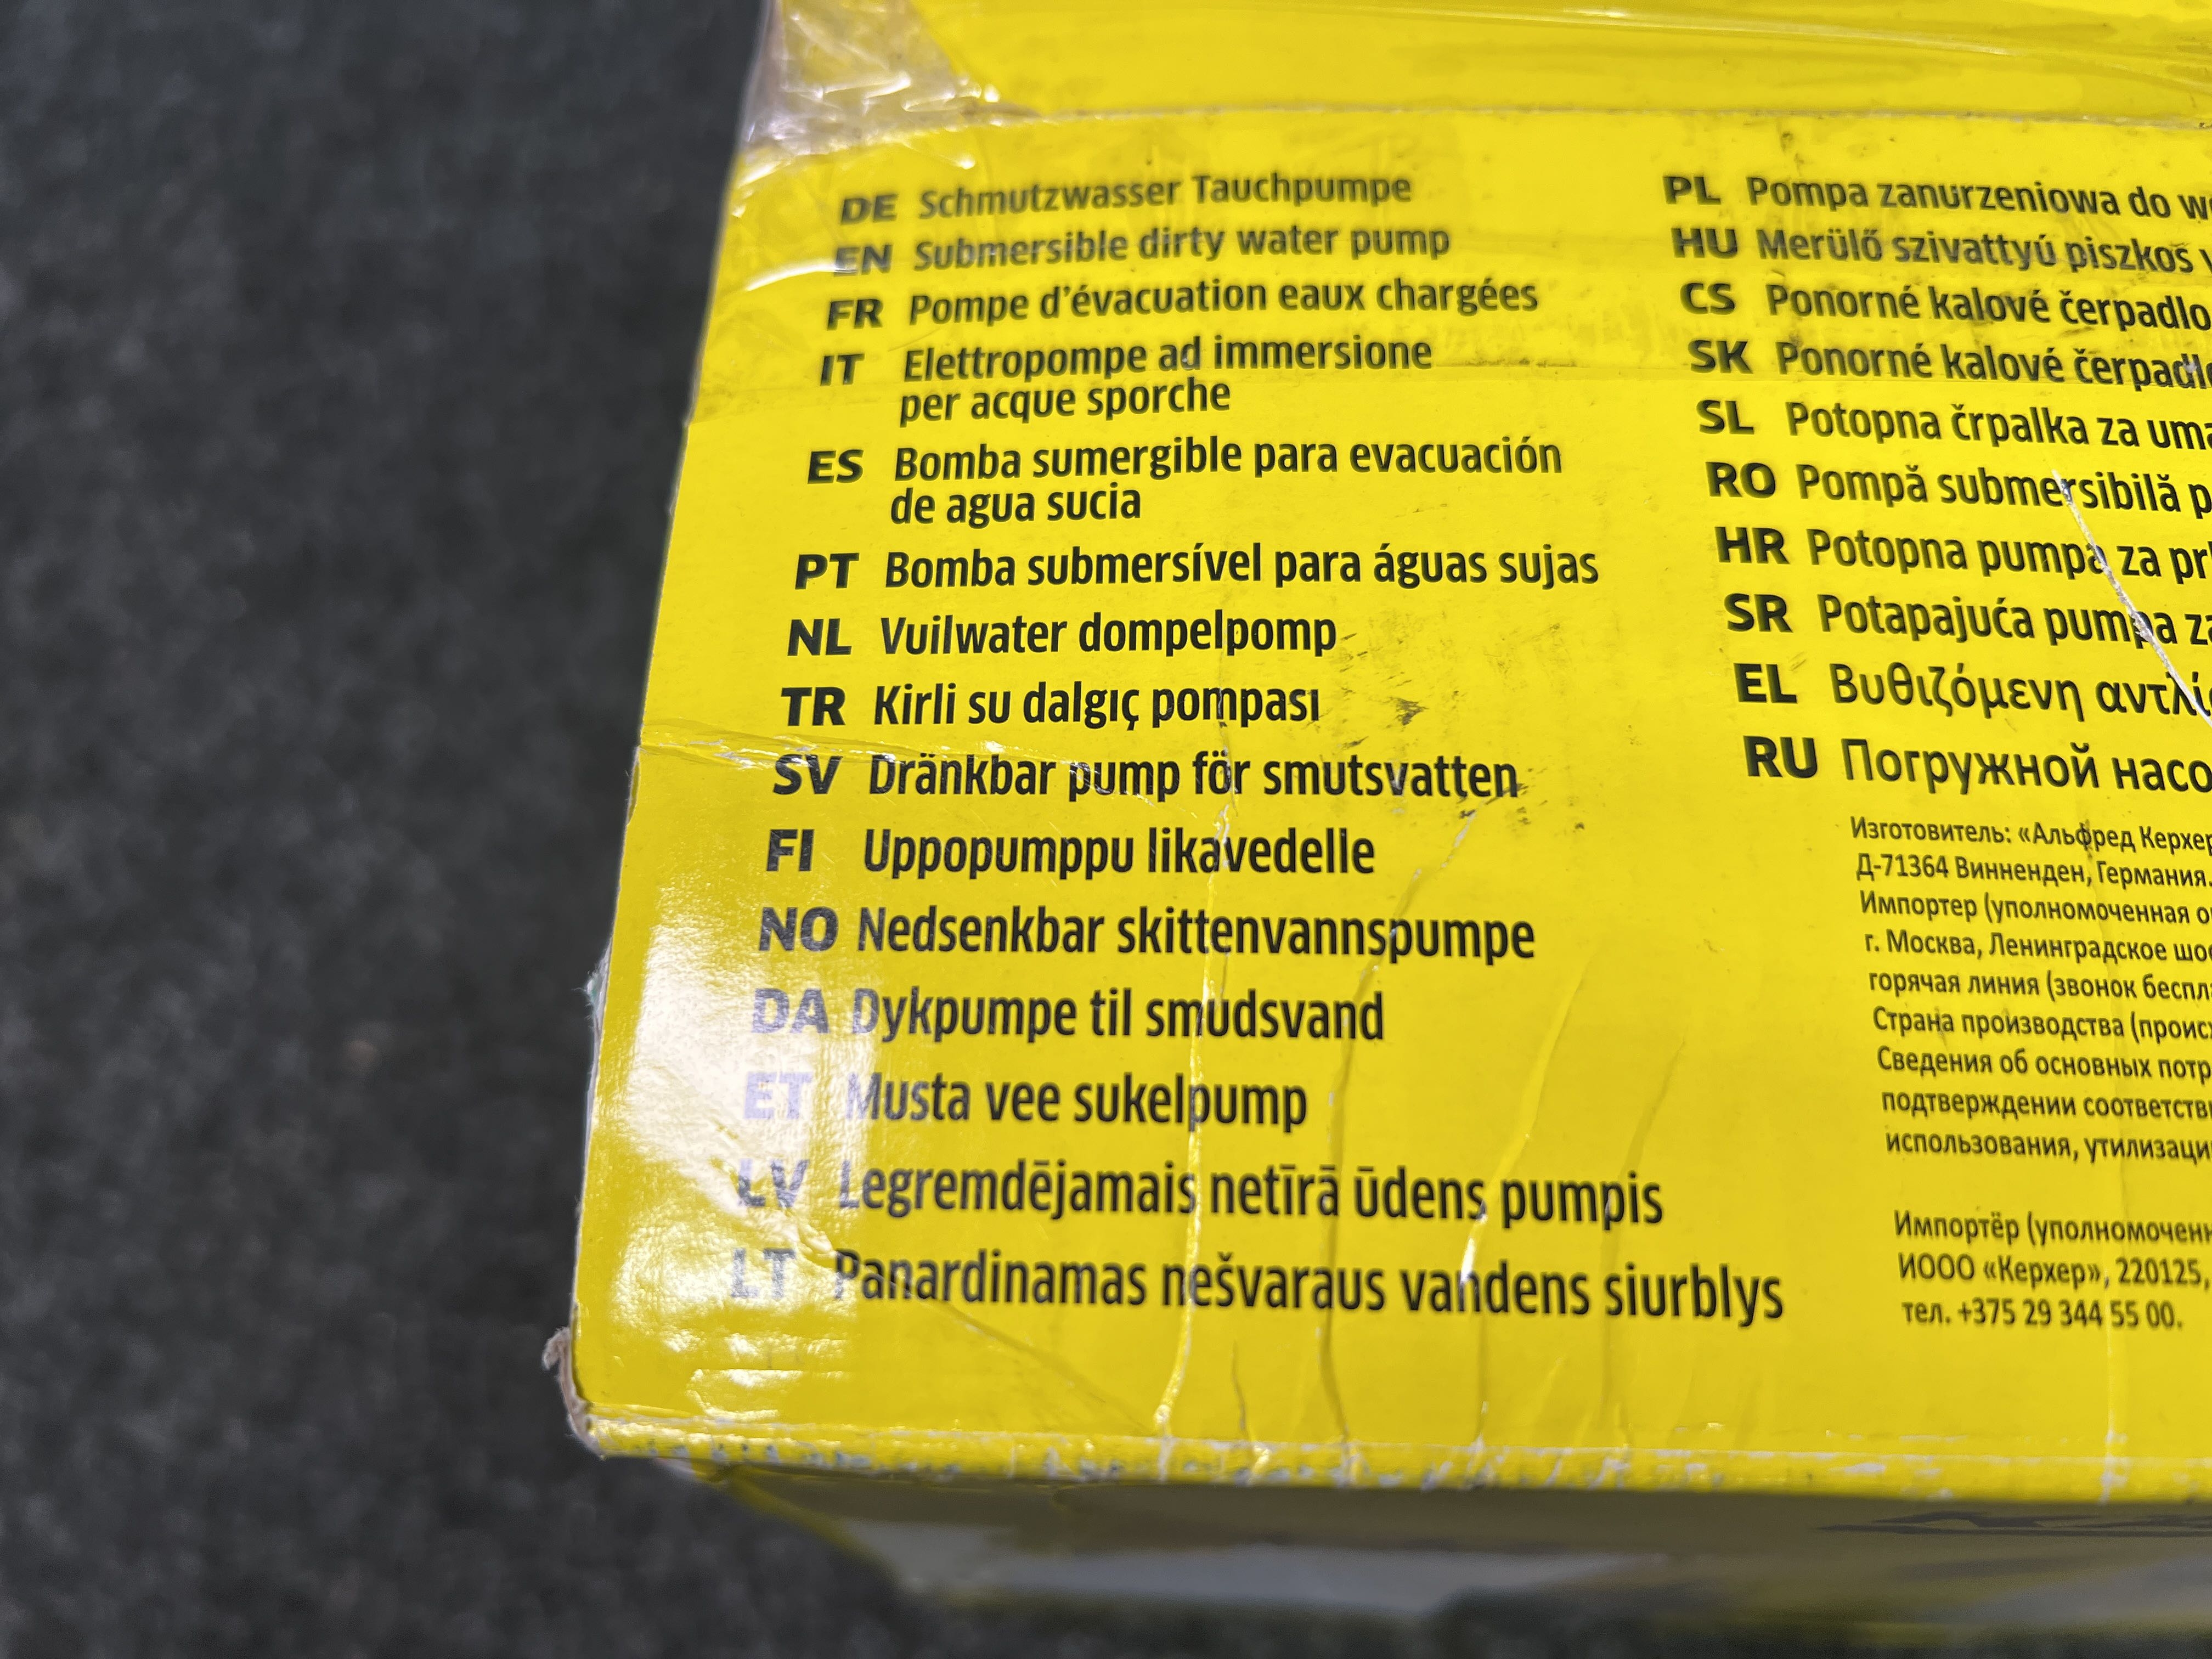 DE Schmutzwasser Tauchpumpe
EN Submersible dirty water pump
FR Pompe d'évacuation eaux chargées
IT Elettropompe ad immersione
per acque sporche
ES Bomba sumergible para evacuación
de agua sucia
PT Bomba submersível para águas sujas
NL Vuilwater dompelpomp
TR Kirli su dalgıç pompası
SV Dränkbar pump för smutsvatten
FI Uppopumppu likavedelle
NO Nedsenkbar skittenvannspumpe
DA Dykpumpe til smudsvand
ET Musta vee sukelpump
LV Legremdējamais netīrā ūdens pumpis
LT Panardinamas nešvaraus vandens siurblys
PL Pompa zanurzeniowa do
HU Merülő szivattyú piszkos
CS Ponorné kalové čerpadlo
SK Ponorné kalové
SL Potopna črpalka za
RO Pompă submersibilă
HR Potopna pumpa za
SR Potapajuća pumpa
EL Βυθιζόμενη
RU Погружной
Изготовитель: «Альфред
Д-71364 Винненден, Германия.
Импортер (уполномоченная
г. Москва, Ленинградское
горячая линия (звонок
Страна производства
Сведения об основных
подтверждении
использования,
Импортёр
ИООО «Керхер», 220125,
тел. +375 29 344 55 00.